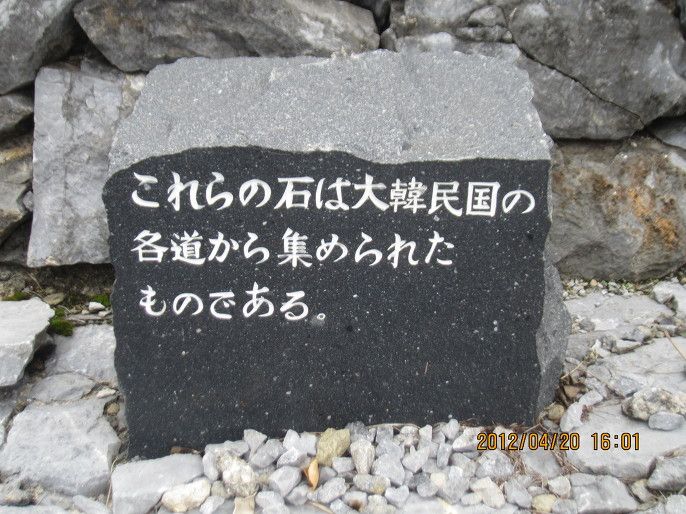 これらの石は大韓民国の
各道から集められた
ものである。
2012/04/20 16:01